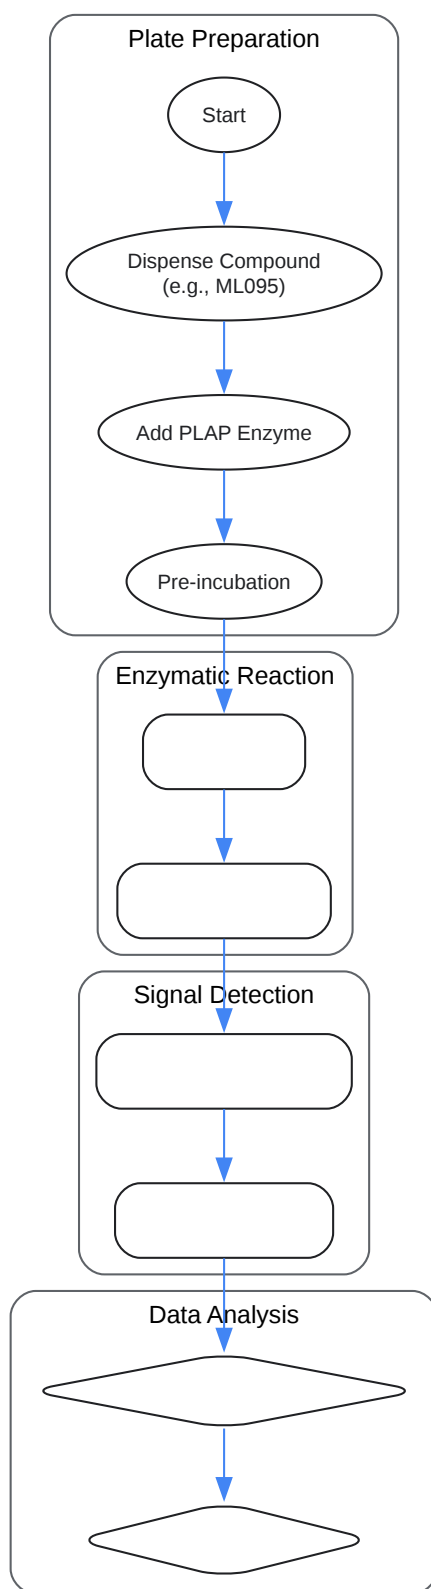 Plate Preparation
Start
Dispense Compound
(e.g., ML095)
Add PLAP Enzyme
Pre-incubation
Enzymatic Reaction
Signal Detection
Data Analysis